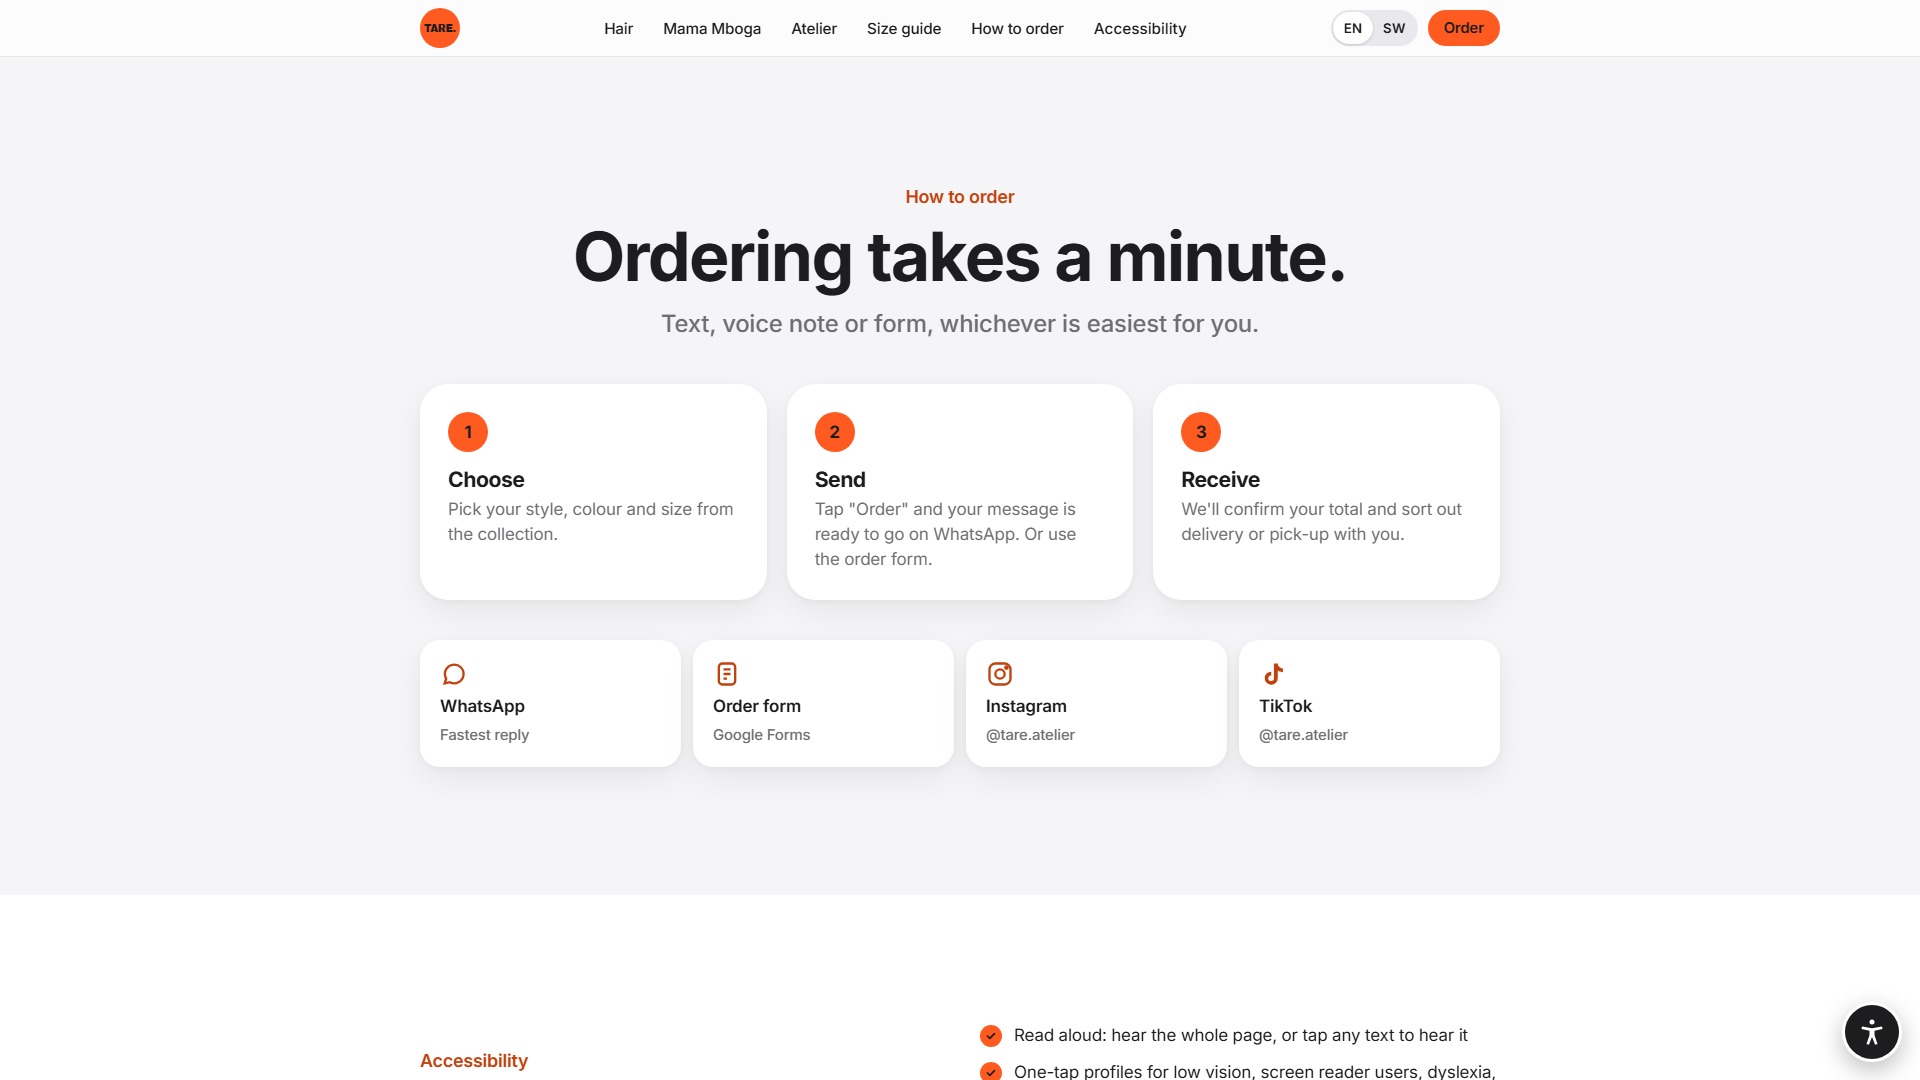 TARE.
Hair
Mama Mboga
Atelier
Size guide
How to order
Accessibility
EN
SW
Order
How to order
Ordering takes a minute.
Text, voice note or form, whichever is easiest for you.
1
Choose
Pick your style, colour and size from
the collection.
2
Send
Tap "Order" and your message is
ready to go on WhatsApp. Or use
the order form.
3
Receive
We'll confirm your total and sort out
delivery or pick-up with you.
WhatsApp
Fastest reply
Order form
Google Forms
Instagram
@tare.atelier
TikTok
@tare.atelier
Accessibility
Read aloud: hear the whole page, or tap any text to hear it
One-tap profiles for low vision, screen reader users, dyslexia,